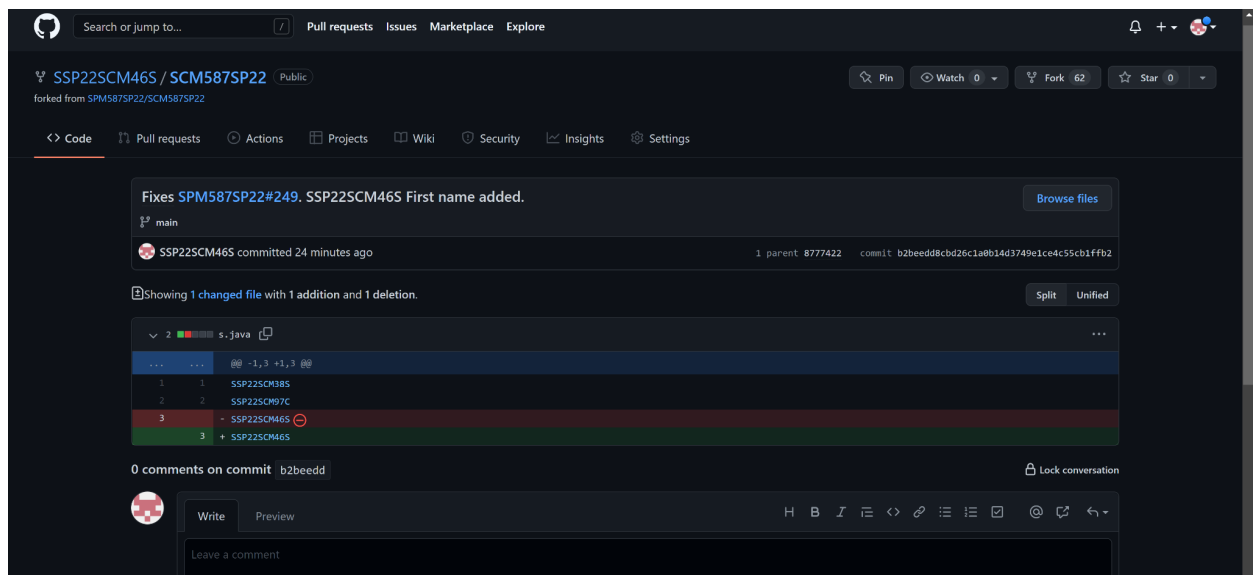 Search or jump to... / Pull requests Issues Marketplace Explore
SSP22SCM46S / SCM587SP22 Public Pin Watch 0 Fork 62 Star 0
forked from SPM587SP22/SCM587SP22
<> Code Pull requests Actions Projects Wiki Security Insights Settings
Fixes SPM587SP22#249. SSP22SCM46S First name added. Browse files
main
SSP22SCM46S committed 24 minutes ago 1 parent 8777422 commit b2beedd8cbd26c1a0b14d3749e1ce4c55cb1ffb2
Showing 1 changed file with 1 addition and 1 deletion. Split Unified
2 s.java ...
... ... @@ -1,3 +1,3 @@
1 1 SSP22SCM38S
2 2 SSP22SCM97C
3 - SSP22SCM46S
3 + SSP22SCM46S
0 comments on commit b2beedd Lock conversation
Write Preview H B I <> @
Leave a comment